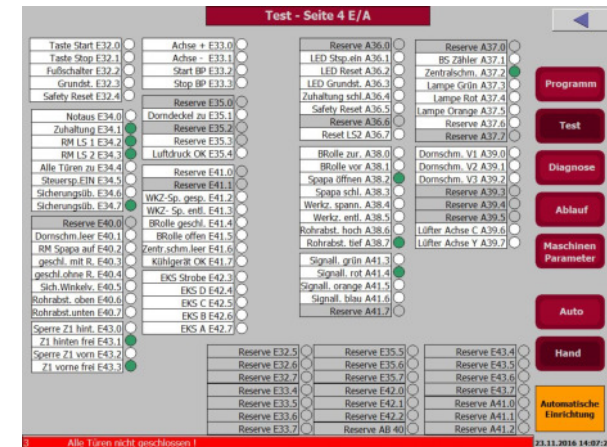 Test - Seite 4 E/A
Taste Start E32.0
Taste Stop E32.1
Fußschalter E32.2
Grundst. E32.3
Safety Reset E32.4
Notaus E34.0
Zuhaltung E34.1
RM LS 1 E34.2
RM LS 2 E34.3
Alle Türen zu E34.4
Steuersp.EIN E34.5
Sicherungsüb. E34.6
Sicherungsüb. E34.7
Reserve E40.0
Dornschm.leer E40.1
RM Spapa auf E40.2
geschl. mit R. E40.3
geschl.ohne R. E40.4
Sich.Winkelv. E40.5
Rohrabst. oben E40.6
Rohrabst.unten E40.7
Sperre Z1 hint. E43.0
Z1 hinten frei E43.1
Sperre Z1 vorn E43.2
Z1 vorne frei E43.3
Achse + E33.0
Achse - E33.1
Start BP E33.2
Stop BP E33.3
Reserve E35.0
Dorndeckel zu E35.1
Reserve E35.2
Reserve E35.3
Luftdruck OK E35.4
Reserve E41.0
Reserve E41.1
WKZ-Sp. gesp. E41.2
WKZ- Sp. entl. E41.3
BRolle geschl. E41.4
BRolle offen E41.5
Zentr.schm.leer E41.6
Kühlgerät OK E41.7
EKS Strobe E42.3
EKS D E42.4
EKS C E42.5
EKS B E42.6
EKS A E42.7
Reserve A36.0
LED Stsp.ein A36.1
LED Reset A36.2
LED Grundst. A36.3
Zuhaltung schl.A36.4
Safety Reset A36.5
Reserve A36.6
Reset LS2 A36.7
BRolle zur. A38.0
BRolle vor A38.1
Spapa öffnen A38.2
Spapa schl. A38.3
Werkz. spann. A38.4
Werkz. entl. A38.5
Rohrabst. hoch A38.6
Rohrabst. tief A38.7
Signall. grün A41.3
Signall. rot A41.4
Signall. orange A41.5
Signall. blau A41.6
Reserve A41.7
Reserve A37.0
BS Zähler A37.1
Zentralschm. A37.2
Lampe Grün A37.3
Lampe Rot A37.4
Lampe Orange A37.5
Reserve A37.6
Reserve A37.7
Dornschm. V1 A39.0
Dornschm. V2 A39.1
Dornschm. V3 A39.2
Reserve A39.3
Reserve A39.4
Reserve A39.5
Lüfter Achse C A39.6
Lüfter Achse Y A39.7
Reserve E32.5
Reserve E32.6
Reserve E32.7
Reserve E33.4
Reserve E33.5
Reserve E33.6
Reserve E33.7
Reserve E35.5
Reserve E35.6
Reserve E35.7
Reserve E42.0
Reserve E42.1
Reserve E42.2
Reserve AB 40
Reserve E43.4
Reserve E43.5
Reserve E43.6
Reserve E43.7
Reserve A41.0
Reserve A41.1
Reserve A41.2
Programm
Test
Diagnose
Ablauf
Maschinen
Parameter
Auto
Hand
Automatische
Einrichtung
3 Alle Türen nicht geschlossen !
23.11.2016 14:07:2